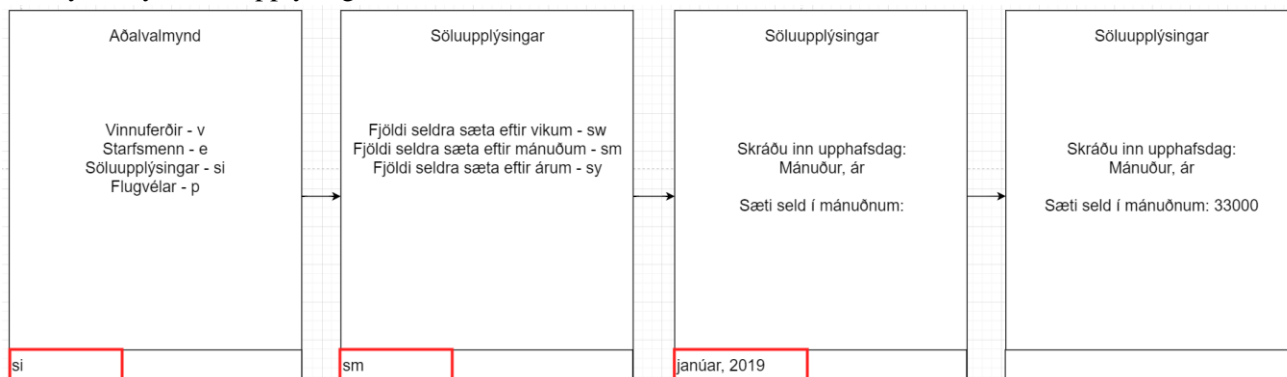 Aðalvalmynd
Vinnuferðir - v
Starfsmenn - e
Söluupplýsingar - si
Flugvélar - p
si
Söluupplýsingar
Fjöldi seldra sæta eftir vikum - sw
Fjöldi seldra sæta eftir mánuðum - sm
Fjöldi seldra sæta eftir árum - sy
sm
Söluupplýsingar
Skráðu inn upphafsdag:
Mánuður, ár
Sæti seld í mánuðnum:
janúar, 2019
Söluupplýsingar
Skráðu inn upphafsdag:
Mánuður, ár
Sæti seld í mánuðnum: 33000